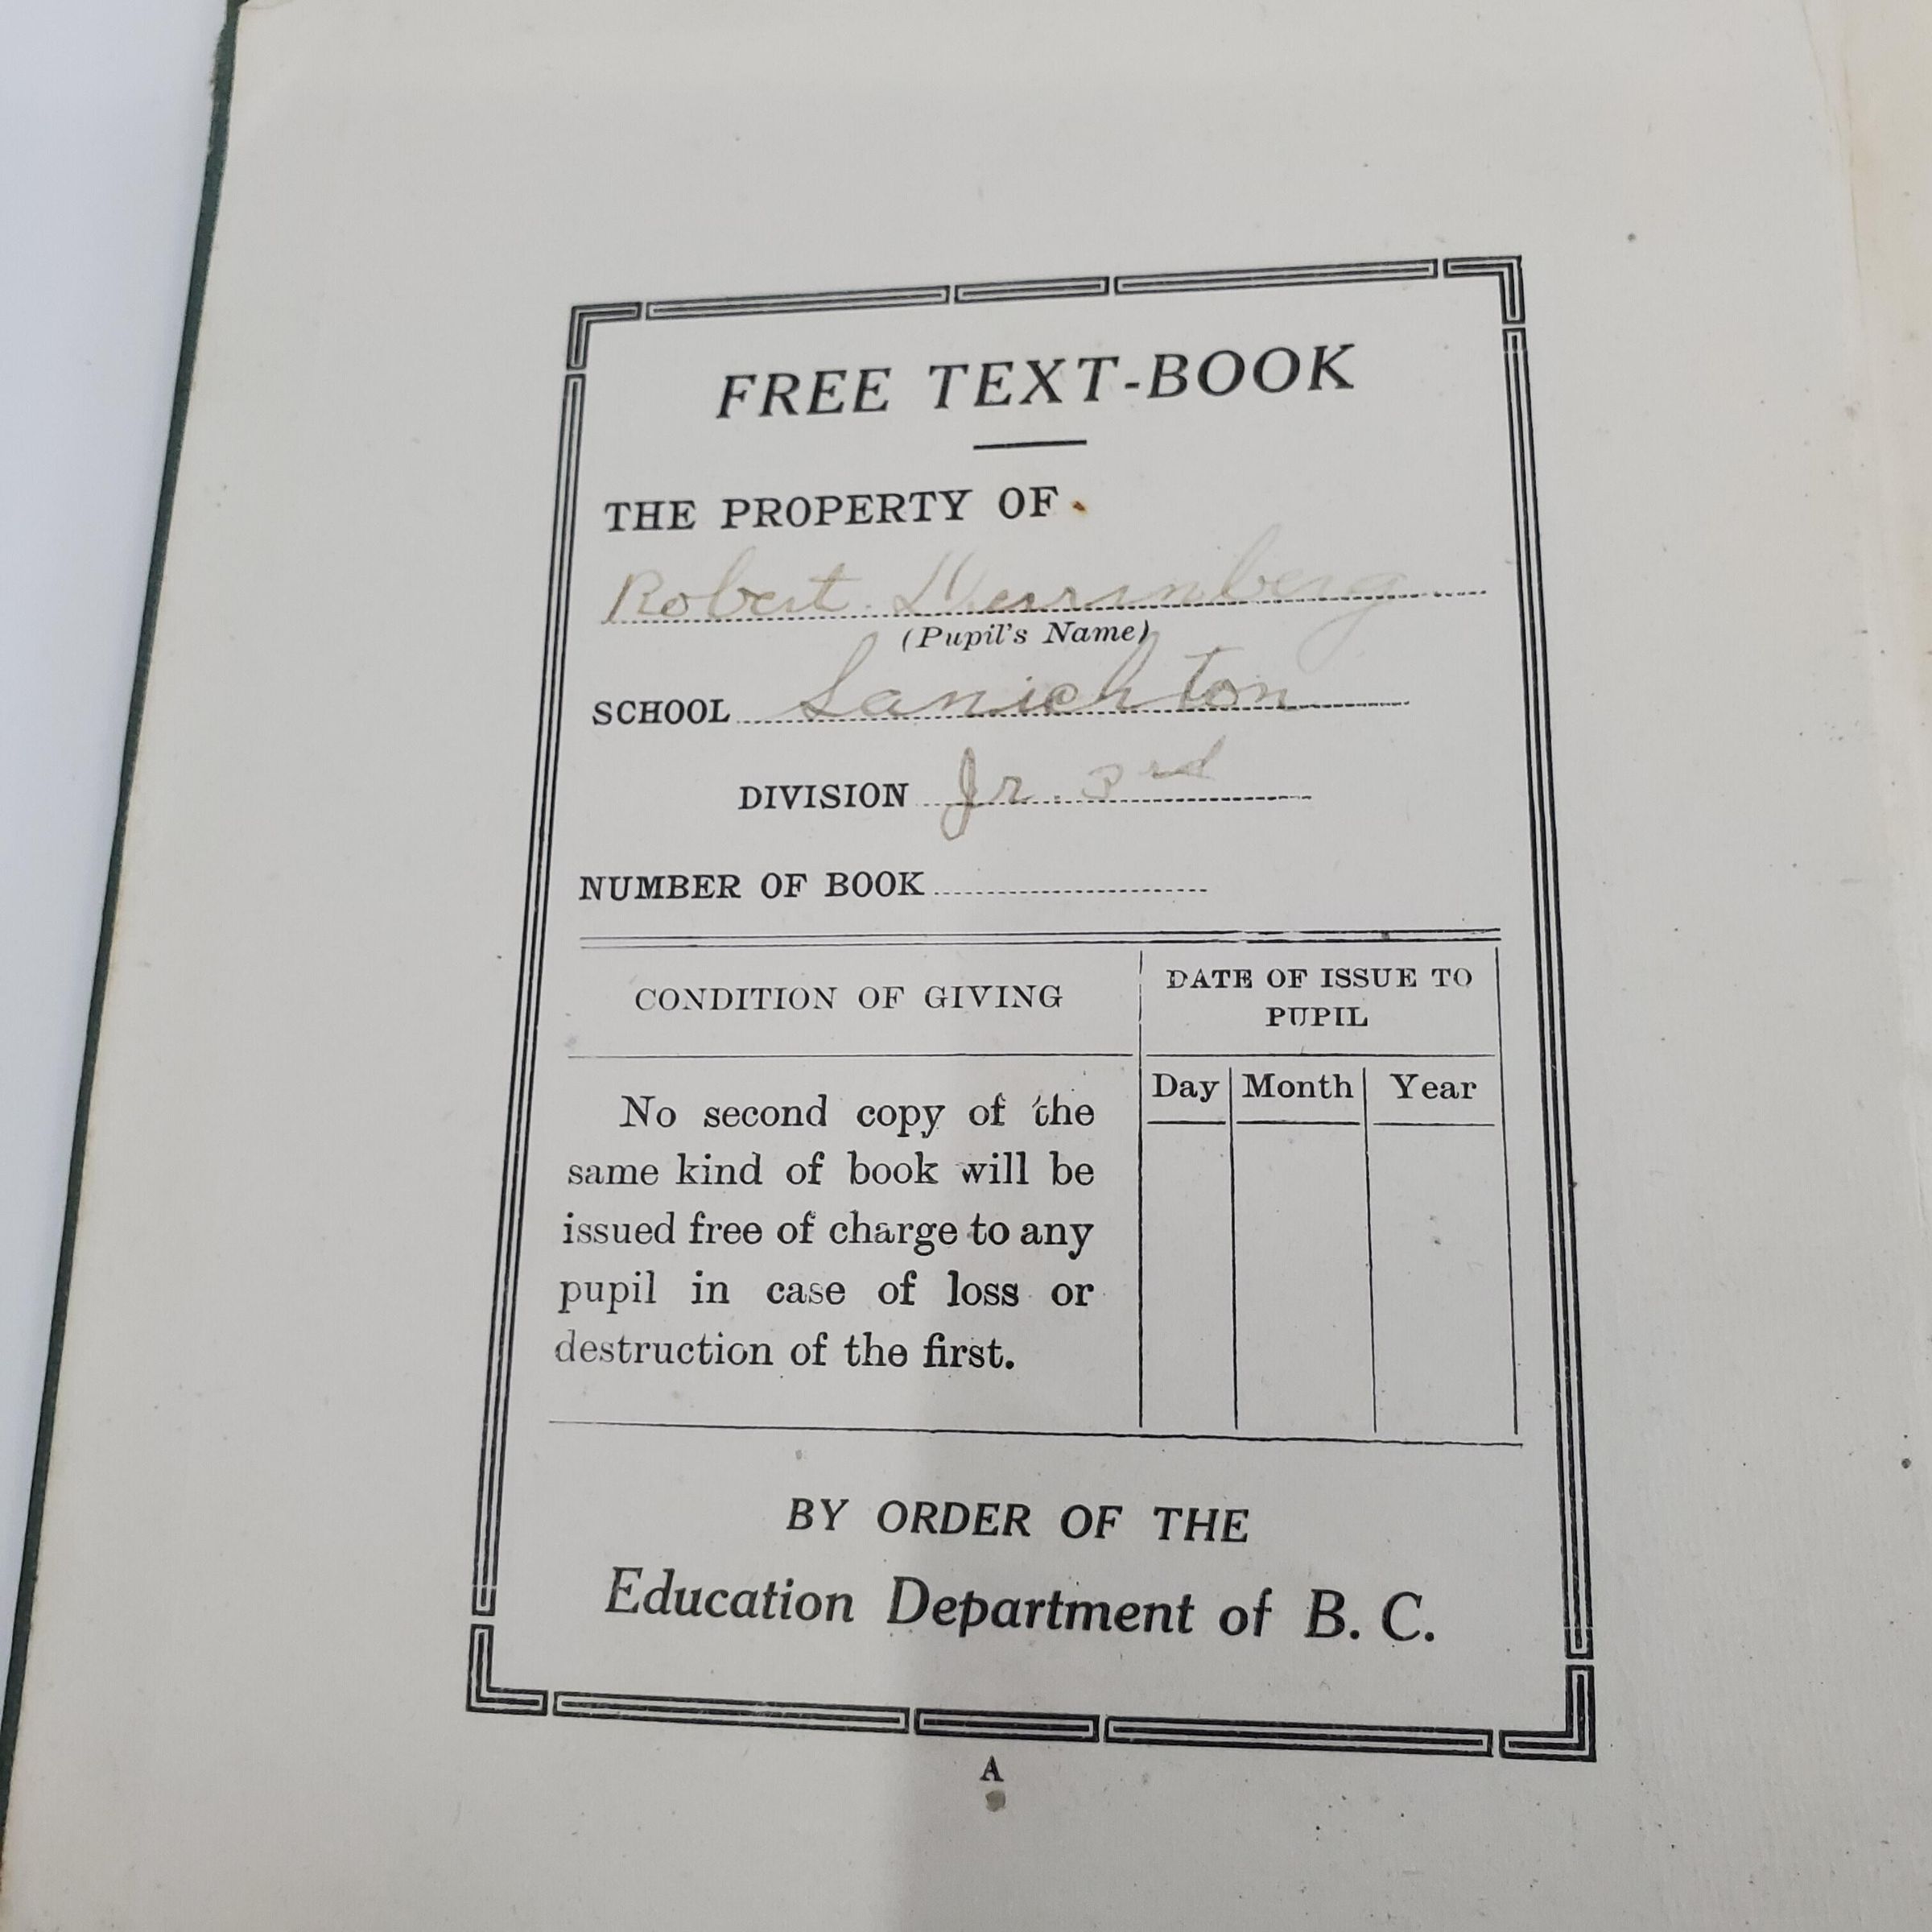 FREE TEXT-BOOK
THE PROPERTY OF
Robert
(Pupil's Name)
SCHOOL Sanichton
DIVISION Jr. 3rd
NUMBER OF BOOK
CONDITION OF GIVING
DATE OF ISSUE TO
PUPIL
Day Month Year
No second copy of the
same kind of book will be
issued free of charge to any
pupil in case of loss or
destruction of the first.
BY ORDER OF THE
Education Department of B. C.
A